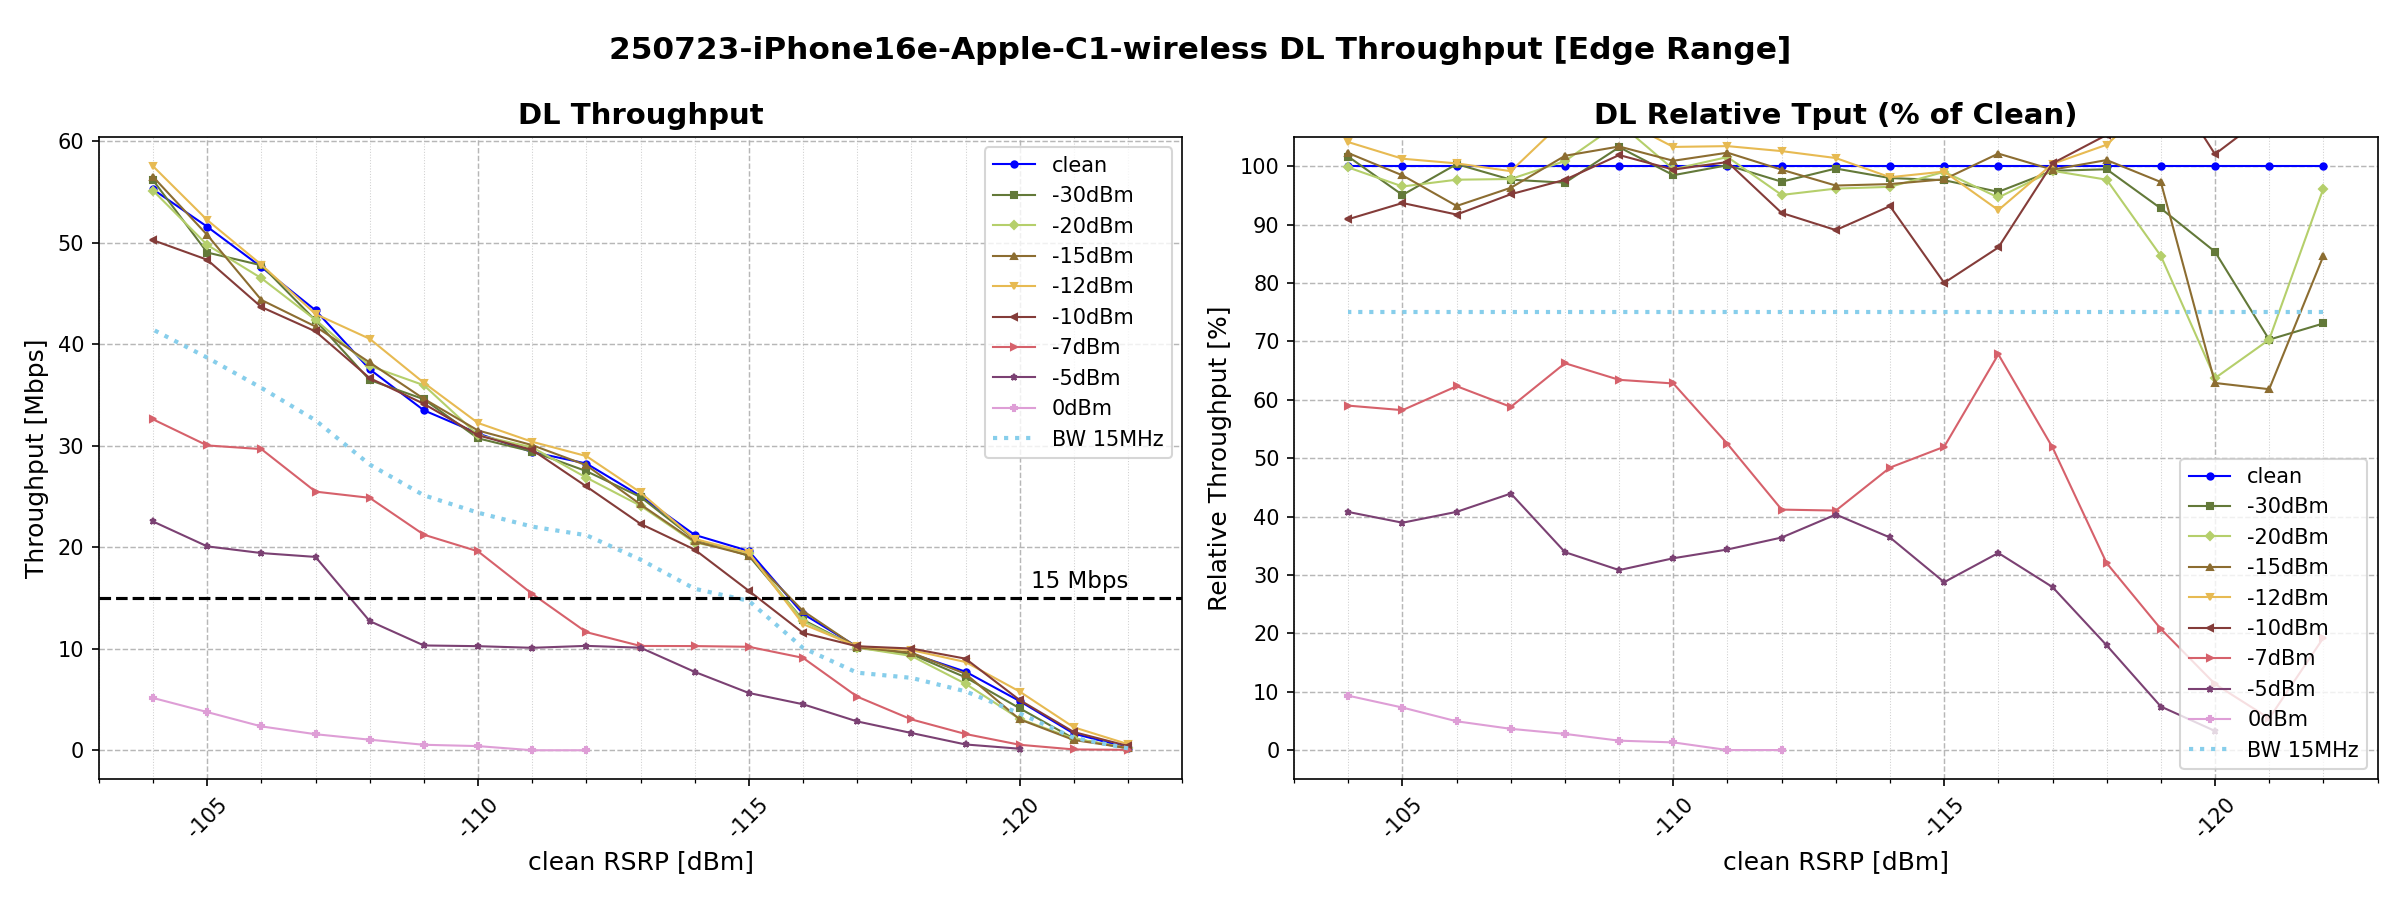 250723-iPhone16e-Apple-C1-wireless DL Throughput [Edge Range]
DL Throughput
Throughput [Mbps]
60
50
40
30
20
10
0
-105
-110
-115
-120
clean RSRP [dBm]
15 Mbps
clean
-30dBm
-20dBm
-15dBm
-12dBm
-10dBm
-7dBm
-5dBm
0dBm
BW 15MHz
DL Relative Tput (% of Clean)
Relative Throughput [%]
100
90
80
70
60
50
40
30
20
10
0
-105
-110
-115
-120
clean RSRP [dBm]
clean
-30dBm
-20dBm
-15dBm
-12dBm
-10dBm
-7dBm
-5dBm
0dBm
BW 15MHz